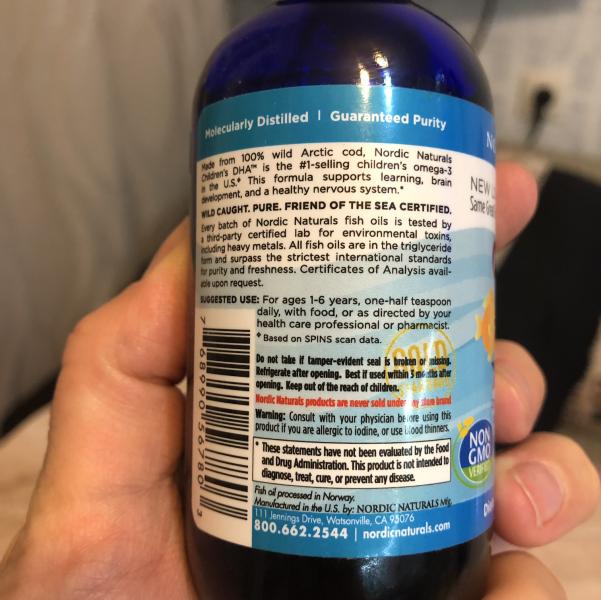 Molecularly Distilled | Guaranteed Purity
Made from 100% wild Arctic cod, Nordic Naturals
Children's DHA™ is the #1-selling children's omega-3
in the U.S.♦ This formula supports learning, brain
development, and a healthy nervous system.*
WILD CAUGHT. PURE. FRIEND OF THE SEA CERTIFIED.
Every batch of Nordic Naturals fish oils is tested by
a third-party certified lab for environmental toxins,
including heavy metals. All fish oils are in the triglyceride
form and surpass the strictest international standards
for purity and freshness. Certificates of Analysis avail-
able upon request.
SUGGESTED USE: For ages 1-6 years, one-half teaspoon
daily, with food, or as directed by your
health care professional or pharmacist.
♦ Based on SPINS scan data.
Do not take if tamper-evident seal is broken or missing.
Refrigerate after opening. Best if used within 3 months after
opening. Keep out of the reach of children.
Nordic Naturals products are never sold under any store brand
Warning: Consult with your physician before using this
product if you are allergic to iodine, or use blood thinners.
* These statements have not been evaluated by the Food
and Drug Administration. This product is not intended to
diagnose, treat, cure, or prevent any disease.
Fish oil processed in Norway.
Manufactured in the U.S. by: NORDIC NATURALS Mfg.
111 Jennings Drive, Watsonville, CA 95076
800.662.2544 | nordicnaturals.com
7 68990 56780 3
GOLD
NEW
Same Great
NON
GMO
VERIFIED